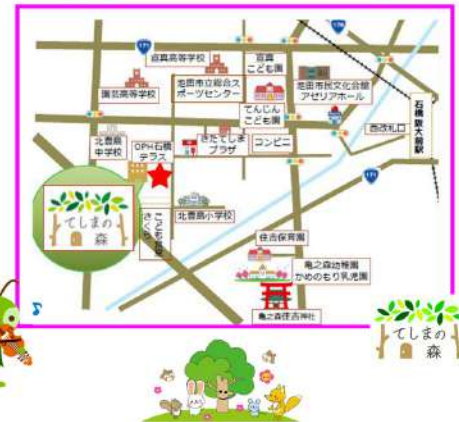 171
176
宣真高等学校
宣真
こども園
園芸高等学校
池田市立総合ス
ポーツセンター
池田市民文化会館
アゼリアホール
てんじん
こども園
石橋阪大前駅
西改札口
北豊島
中学校
OPH石橋
テラス
きたてしま
プラザ
コンビニ
171
てしまの
森
さくら
北豊島小学校
住吉保育園
亀之森幼稚園
かめのもり乳児園
亀之森住吉神社
てしまの
森